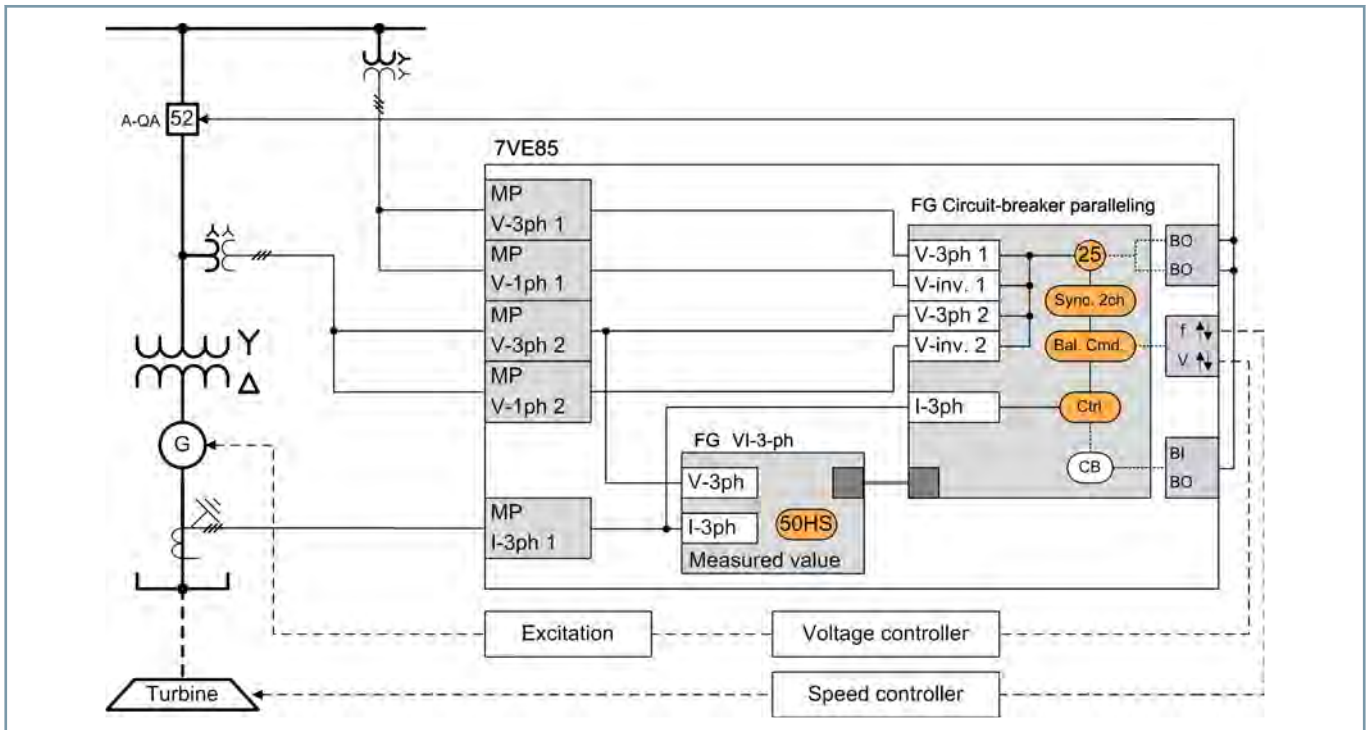 A-QA 52
7VE85
MP
V-3ph 1
MP
V-1ph 1
MP
V-3ph 2
MP
V-1ph 2
FG Circuit-breaker paralleling
V-3ph 1
V-inv. 1
V-3ph 2
V-inv. 2
I-3ph
25
Sync. 2ch
Bal. Cmd.
Ctrl
CB
BO
BO
f
V
BI
BO
G
FG VI-3-ph
V-3ph
I-3ph
50HS
Measured value
MP
I-3ph 1
Excitation
Voltage controller
Turbine
Speed controller